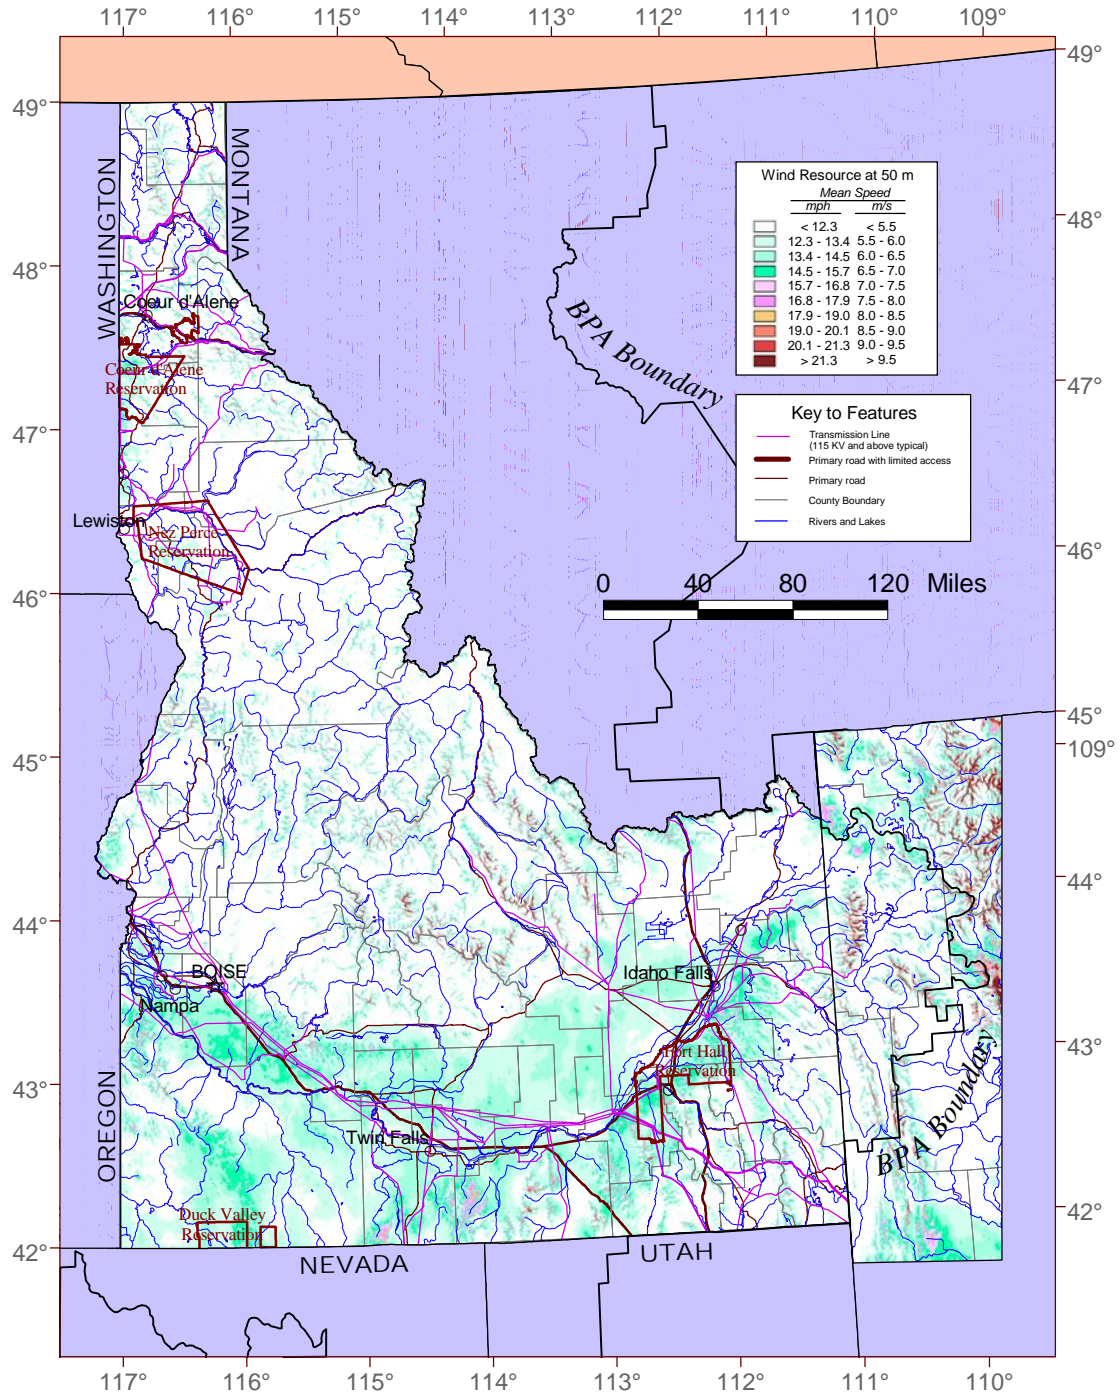 117° 116° 115° 114° 113° 112° 111° 110° 109°
49°
49°
WASHINGTON
MONTANA
Wind Resource at 50 m
Mean Speed
mph m/s
< 12.3 < 5.5
12.3 - 13.4 5.5 - 6.0
13.4 - 14.5 6.0 - 6.5
14.5 - 15.7 6.5 - 7.0
15.7 - 16.8 7.0 - 7.5
16.8 - 17.9 7.5 - 8.0
17.9 - 19.0 8.0 - 8.5
19.0 - 20.1 8.5 - 9.0
20.1 - 21.3 9.0 - 9.5
> 21.3 > 9.5
48°
48°
Coeur d'Alene
BPA Boundary
Coeur d'Alene
Reservation
47°
47°
Key to Features
Transmission Line
(115 KV and above typical)
Primary road with limited access
Primary road
County Boundary
Rivers and Lakes
Lewiston
Nez Perce
Reservation
46°
46°
0 40 80 120 Miles
45°
109°
45°
44°
44°
BOISE
Nampa
Idaho Falls
43°
43°
Fort Hall
Reservation
OREGON
Twin Falls
BPA Boundary
42°
42°
Duck Valley
Reservation
NEVADA
UTAH
117° 116° 115° 114° 113° 112° 111° 110°